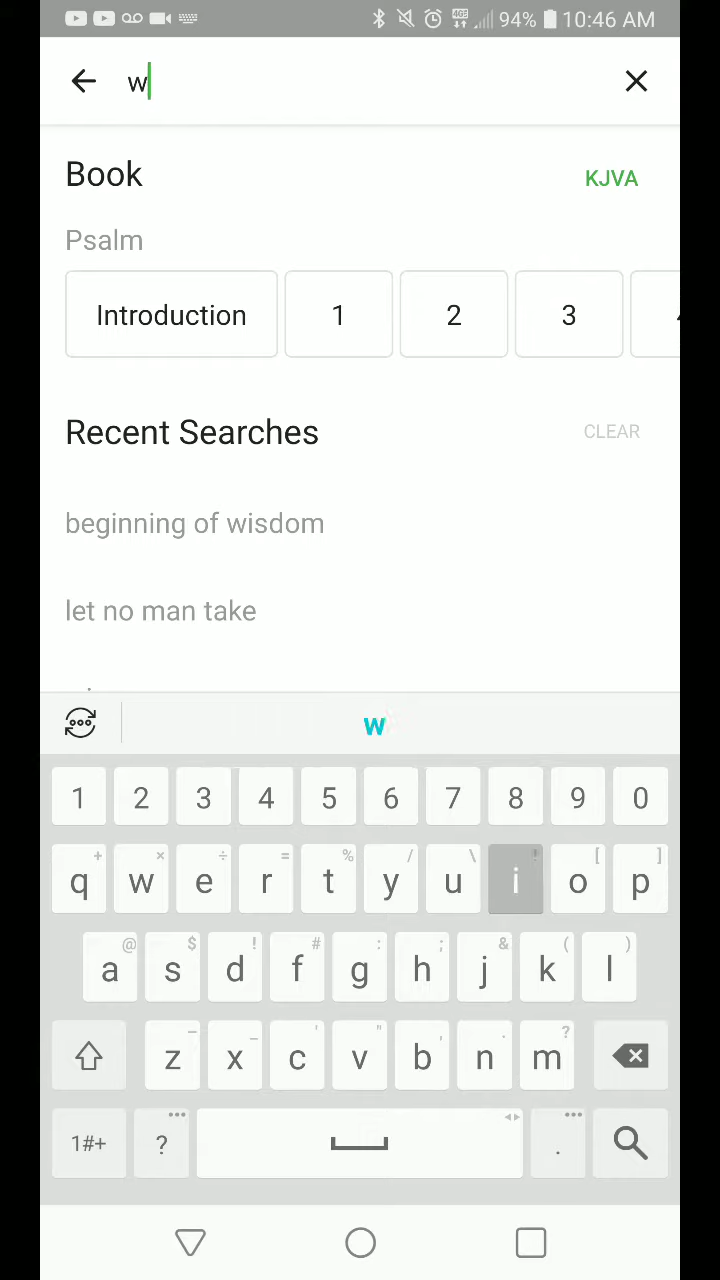 94% 10:46 AM
w
Book KJVA
Psalm
Introduction 1 2 3
Recent Searches CLEAR
beginning of wisdom
let no man take
w
1 2 3 4 5 6 7 8 9 0
+ × ÷ = % / \ [ ]
q w e r t y u i o p
@ $ ! # : ; & ( )
a s d f g h j k l
z x c v b n m ?
1#+ ? .